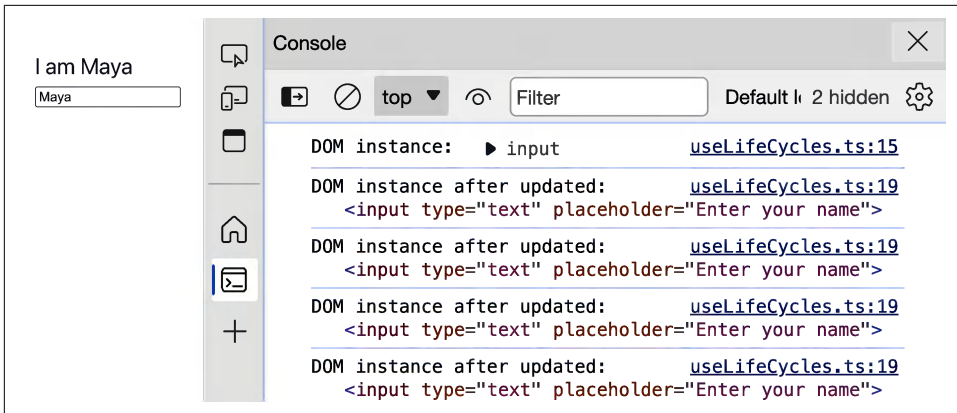 I am Maya
Maya
Console
top
Filter
Default l
2 hidden
DOM instance: ▶ input useLifeCycles.ts:15
DOM instance after updated: useLifeCycles.ts:19
<input type="text" placeholder="Enter your name">
DOM instance after updated: useLifeCycles.ts:19
<input type="text" placeholder="Enter your name">
DOM instance after updated: useLifeCycles.ts:19
<input type="text" placeholder="Enter your name">
DOM instance after updated: useLifeCycles.ts:19
<input type="text" placeholder="Enter your name">